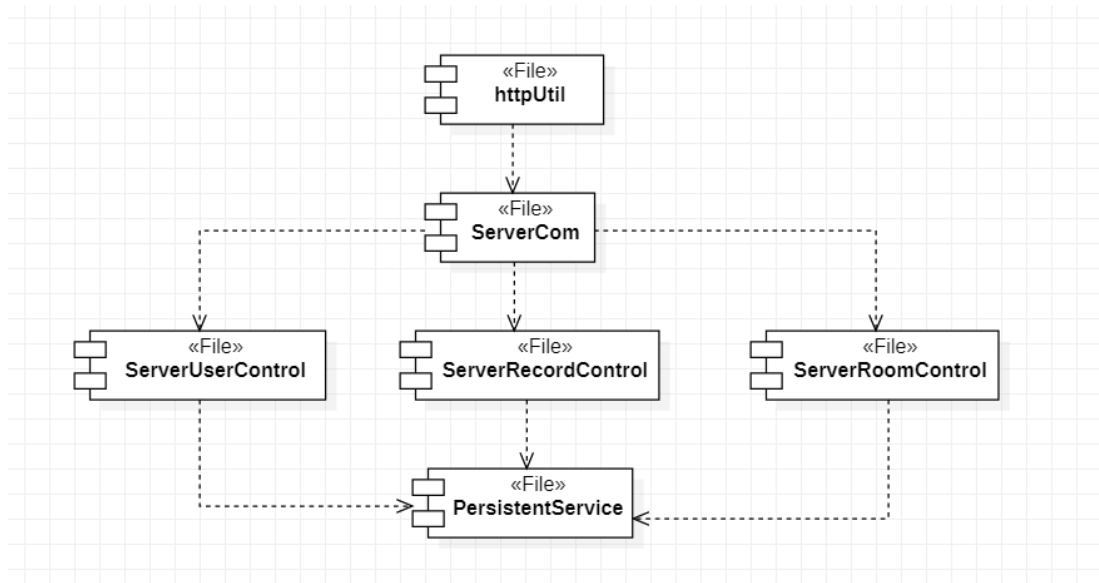 «File»
httpUtil
«File»
ServerCom
«File»
ServerUserControl
«File»
ServerRecordControl
«File»
ServerRoomControl
«File»
PersistentService